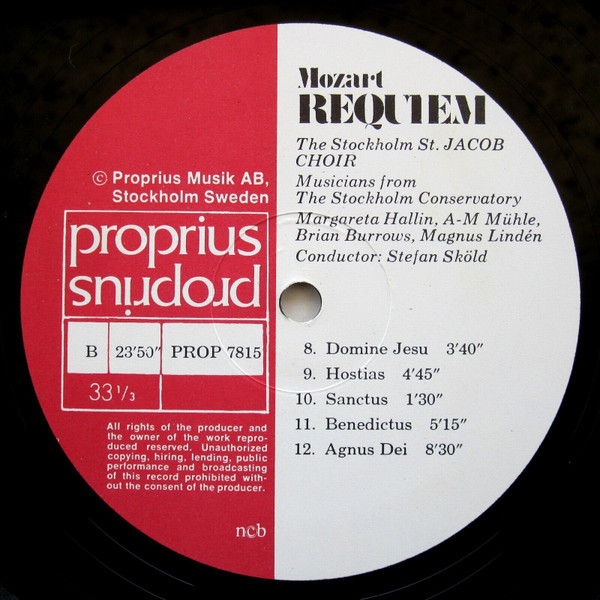 Mozart
REQUIEM
The Stockholm St. JACOB
CHOIR
Musicians from
The Stockholm Conservatory
Margareta Hallin, A-M Mühle,
Brian Burrows, Magnus Lindén
Conductor: Stefan Sköld
© Proprius Musik AB,
Stockholm Sweden
proprius
proprius
B 23'50" PROP 7815
33 1/3
8. Domine Jesu 3'40"
9. Hostias 4'45"
10. Sanctus 1'30"
11. Benedictus 5'15"
12. Agnus Dei 8'30"
All rights of the producer and
the owner of the work repro-
duced reserved. Unauthorized
copying, hiring, lending, public
performance and broadcasting
of this record prohibited with-
out the consent of the producer.
ncb